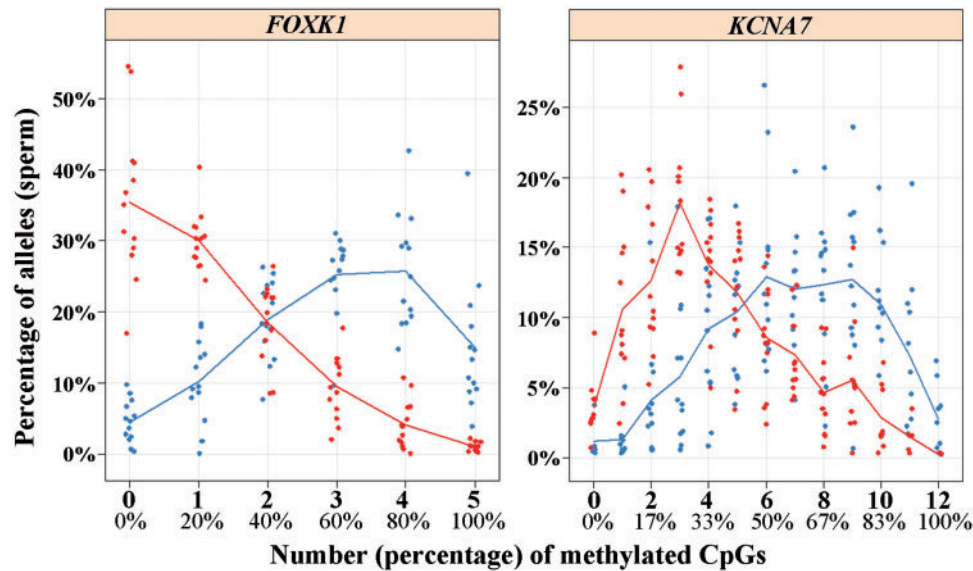 FOXK1
KCNA7
Percentage of alleles (sperm)
50%
40%
30%
20%
10%
0%
25%
20%
15%
10%
5%
0%
0 1 2 3 4 5
0% 20% 40% 60% 80% 100%
0 2 4 6 8 10 12
0% 17% 33% 50% 67% 83% 100%
Number (percentage) of methylated CpGs